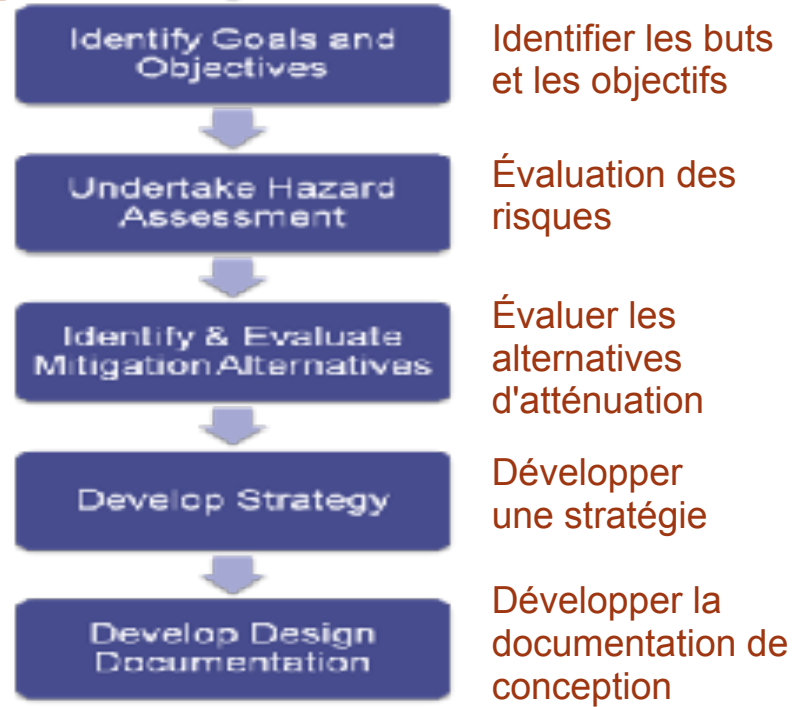 Identify Goals and
Objectives
Identifier les buts
et les objectifs
Undertake Hazard
Assessment
Évaluation des
risques
Identify & Evaluate
Mitigation Alternatives
Évaluer les
alternatives
d'atténuation
Develop Strategy
Développer
une stratégie
Develop Design
Documentation
Développer la
documentation de
conception